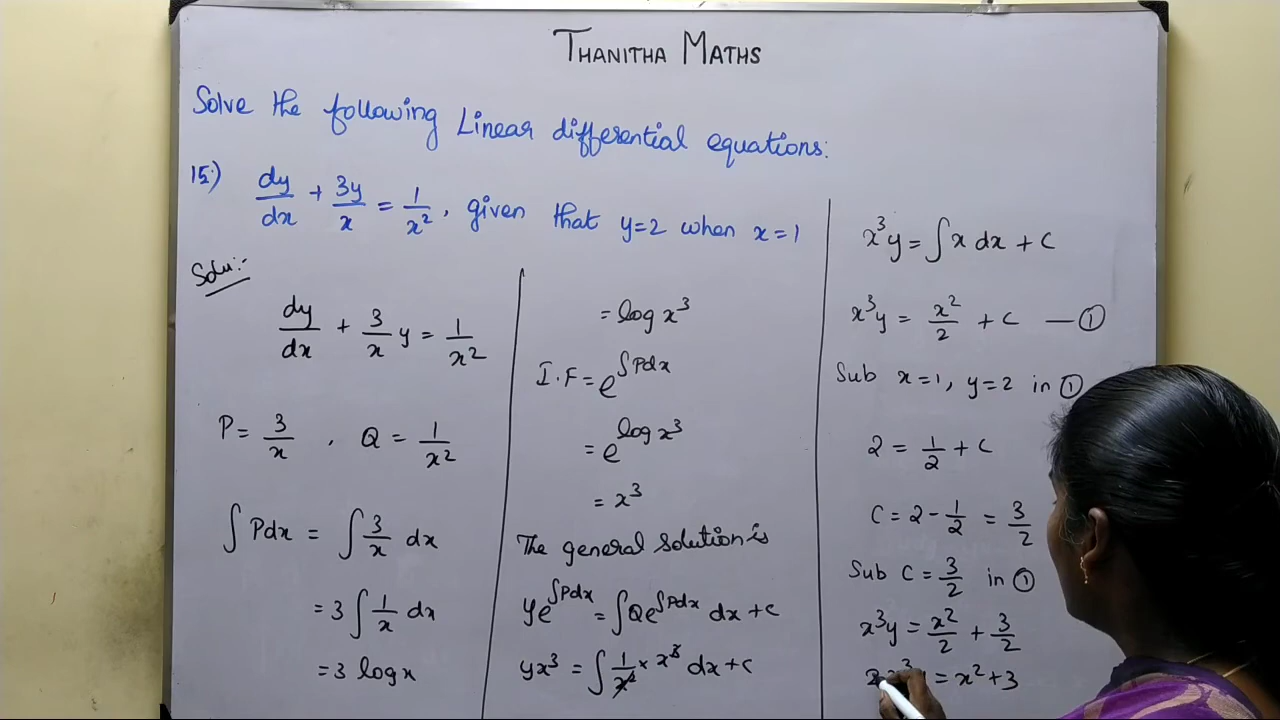 THANITHA MATHS
Solve the following Linear differential equations:
15) dy/dx + 3y/x = 1/x², given that y=2 when x=1
Solu:-
dy/dx + 3/x y = 1/x²
P = 3/x , Q = 1/x²
∫Pdx = ∫3/x dx
= 3∫1/x dx
= 3 log x
= log x³
I.F = e^∫Pdx
= e^log x³
= x³
The general solution is
ye^∫Pdx = ∫Qe^∫Pdx dx + c
yx³ = ∫1/x² × x³ dx + c
x³y = ∫x dx + c
x³y = x²/2 + c —①
Sub x=1, y=2 in ①
2 = 1/2 + c
C = 2 - 1/2 = 3/2
Sub C = 3/2 in ①
x³y = x²/2 + 3/2
= x² + 3